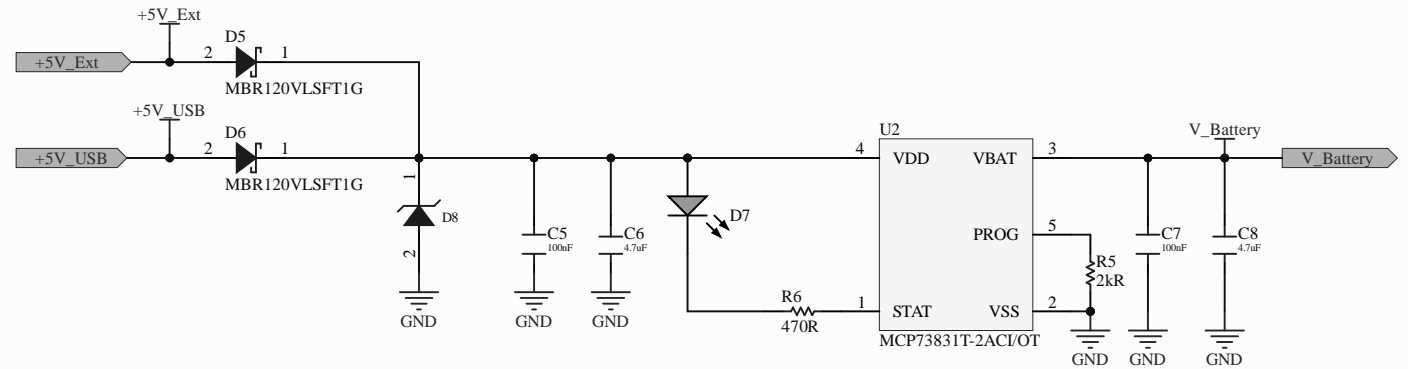 +5V_Ext
+5V_Ext
2
D5
1
MBR120VLSFT1G
+5V_USB
+5V_USB
2
D6
1
MBR120VLSFT1G
1
D8
2
GND
C5
100nF
GND
C6
4.7uF
GND
D7
R6
470R
U2
4
VDD
VBAT
3
PROG
5
1
STAT
VSS
2
MCP73831T-2ACI/OT
R5
2kR
GND
C7
100nF
GND
V_Battery
C8
4.7uF
GND
V_Battery